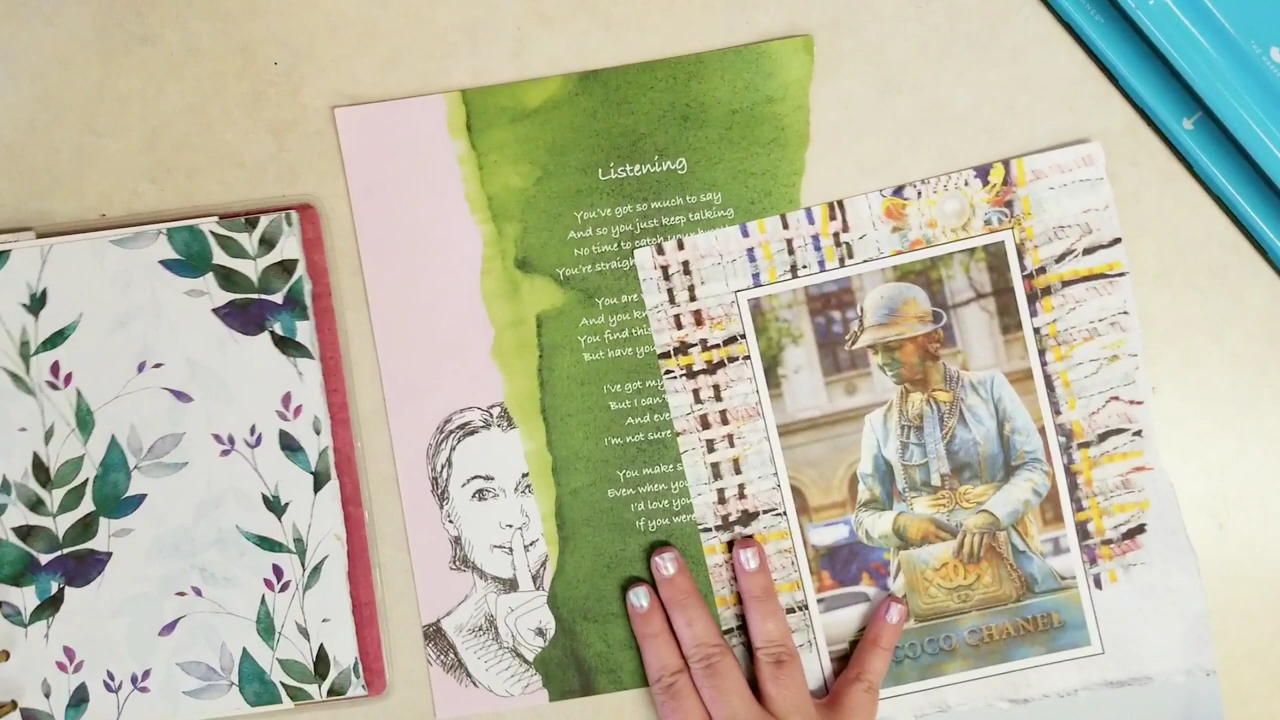 Listening
You've got so much to say
And so you just keep talking
No time to catch your
You're straigh
You are
And you kn
You find this
But have you
I've got my
But I can't
And eve
I'm not sure
You make s
Even when you
I'd love you
If you were
COCO CHANEL